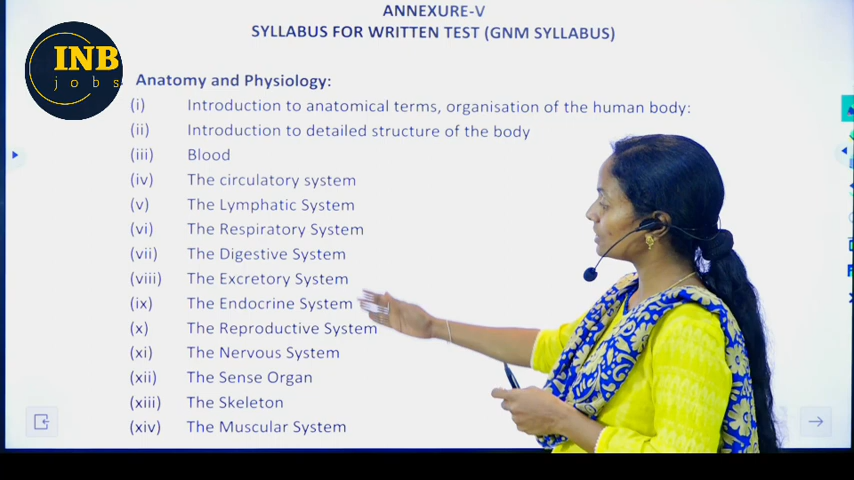 ANNEXURE-V
SYLLABUS FOR WRITTEN TEST (GNM SYLLABUS)
INB
jobs
Anatomy and Physiology:
(i) Introduction to anatomical terms, organisation of the human body:
(ii) Introduction to detailed structure of the body
(iii) Blood
(iv) The circulatory system
(v) The Lymphatic System
(vi) The Respiratory System
(vii) The Digestive System
(viii) The Excretory System
(ix) The Endocrine System
(x) The Reproductive System
(xi) The Nervous System
(xii) The Sense Organ
(xiii) The Skeleton
(xiv) The Muscular System